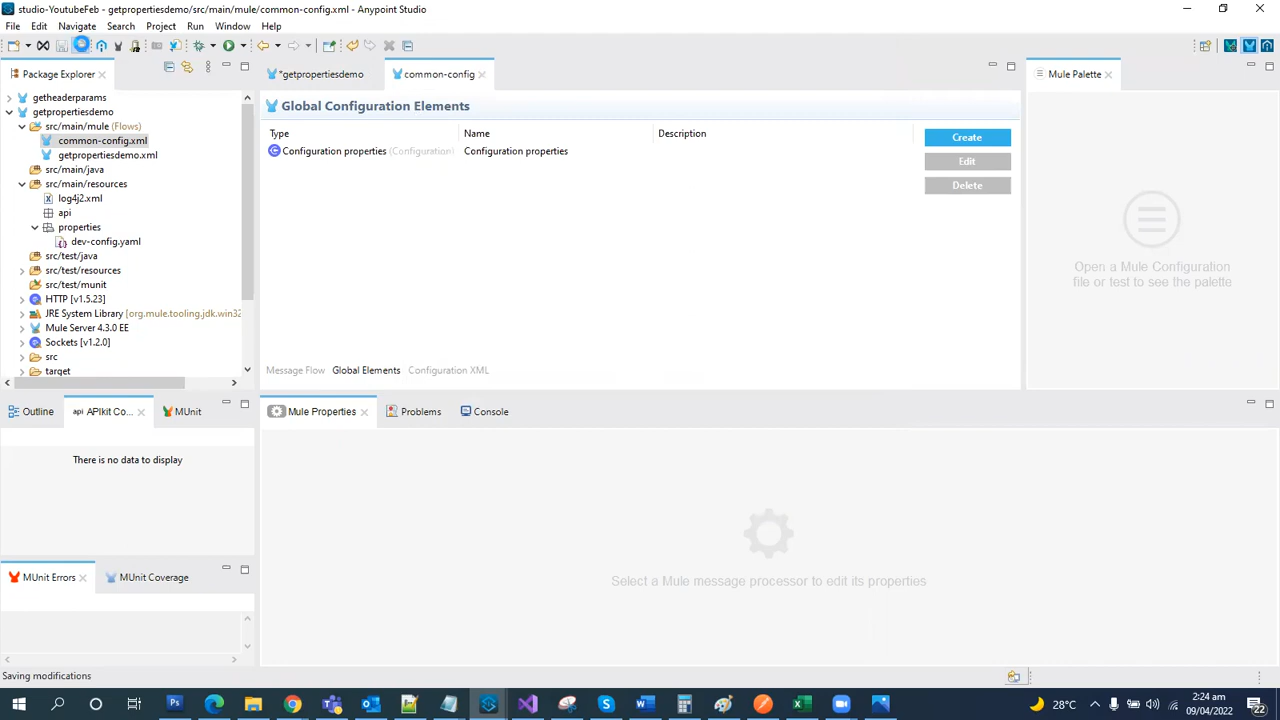 studio-YoutubeFeb - getpropertiesdemo/src/main/mule/common-config.xml - Anypoint Studio
File Edit Navigate Search Project Run Window Help
Package Explorer
*getpropertiesdemo
common-config
Mule Palette
getheaderparams
getpropertiesdemo
src/main/mule (Flows)
common-config.xml
getpropertiesdemo.xml
src/main/java
src/main/resources
log4j2.xml
api
properties
dev-config.yaml
src/test/java
src/test/resources
src/test/munit
HTTP [v1.5.23]
JRE System Library [org.mule.tooling.jdk.win32
Mule Server 4.3.0 EE
Sockets [v1.2.0]
src
target
Global Configuration Elements
Type Name Description
Configuration properties (Configuration) Configuration properties
Create
Edit
Delete
Message Flow Global Elements Configuration XML
Open a Mule Configuration
file or test to see the palette
Outline api APIkit Co... MUnit
There is no data to display
MUnit Errors MUnit Coverage
Mule Properties Problems Console
Select a Mule message processor to edit its properties
Saving modifications
28°C
2:24 am
09/04/2022
22